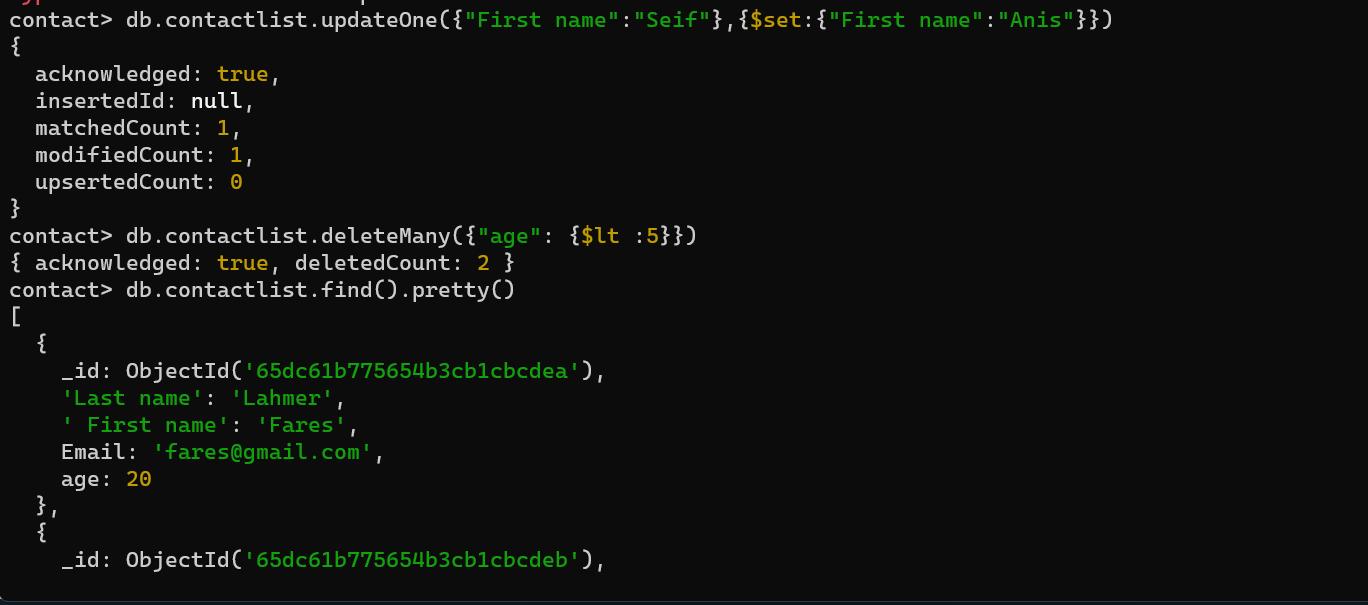 contact> db.contactlist.updateOne({"First name":"Seif"},{$set:{"First name":"Anis"}})
{
  acknowledged: true,
  insertedId: null,
  matchedCount: 1,
  modifiedCount: 1,
  upsertedCount: 0
}
contact> db.contactlist.deleteMany({"age": {$lt :5}})
{ acknowledged: true, deletedCount: 2 }
contact> db.contactlist.find().pretty()
[
  {
    _id: ObjectId('65dc61b775654b3cb1cbcdea'),
    'Last name': 'Lahmer',
    ' First name': 'Fares',
    Email: 'fares@gmail.com',
    age: 20
  },
  {
    _id: ObjectId('65dc61b775654b3cb1cbcdeb'),